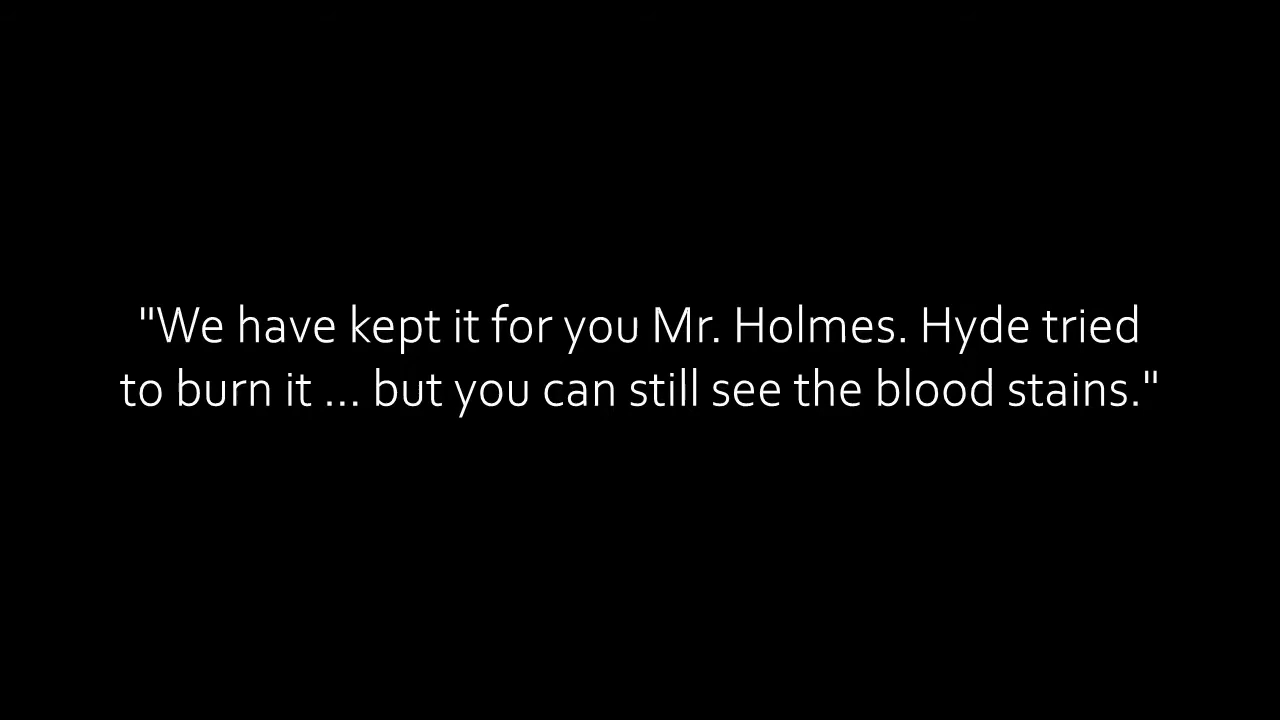 "We have kept it for you Mr. Holmes. Hyde tried
to burn it ... but you can still see the blood stains."